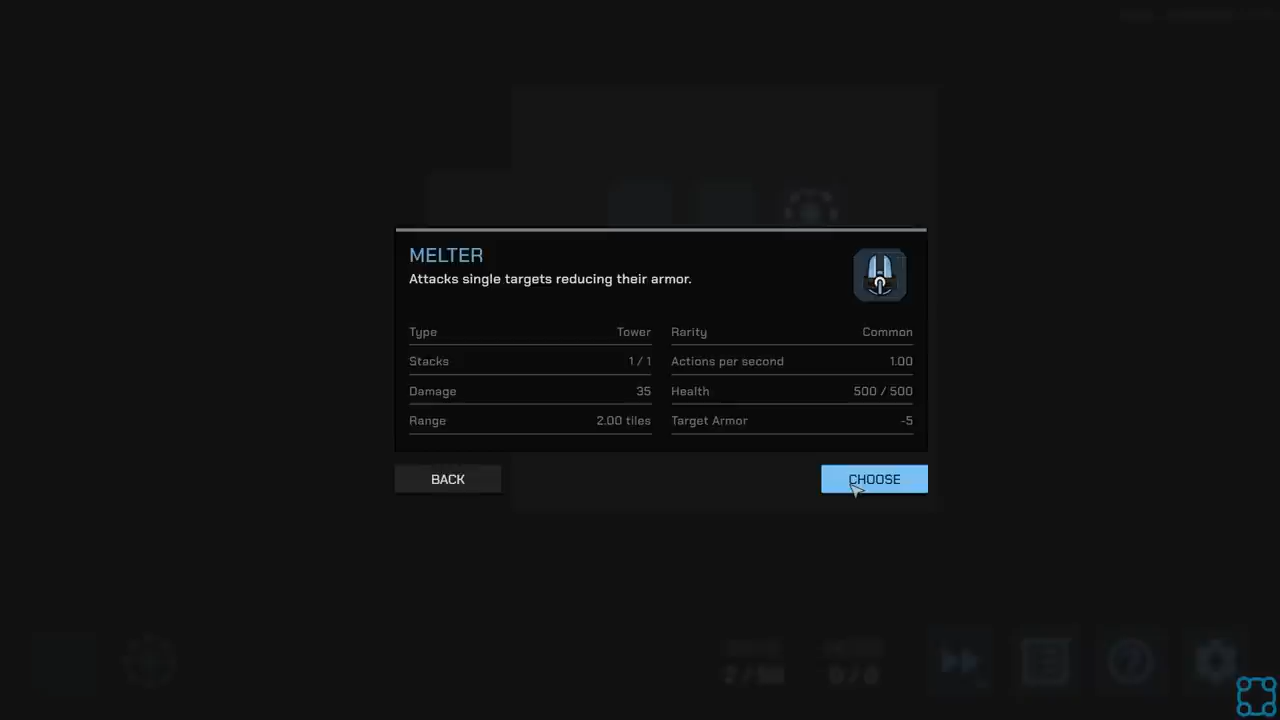 MELTER
Attacks single targets reducing their armor.
Type Tower Rarity Common
Stacks 1 / 1 Actions per second 1.00
Damage 35 Health 500 / 500
Range 2.00 tiles Target Armor -5
BACK CHOOSE